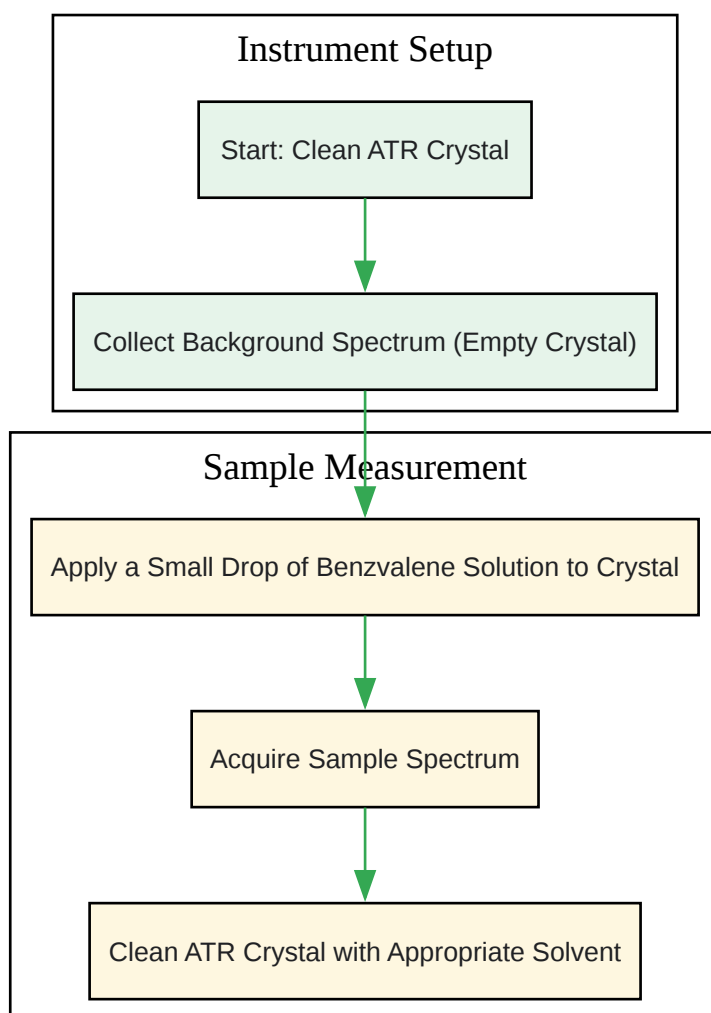 Instrument Setup
Start: Clean ATR Crystal
Collect Background Spectrum (Empty Crystal)
Sample Measurement
Apply a Small Drop of Benzvalene Solution to Crystal
Acquire Sample Spectrum
Clean ATR Crystal with Appropriate Solvent